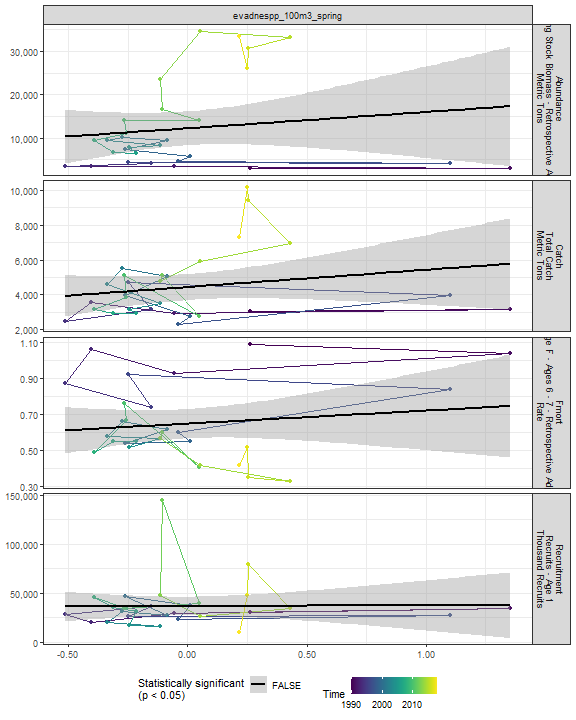 evadnespp_100m3_spring
30,000
20,000
10,000
Abundance
ng Stock Biomass - Retrospective A
Metric Tons
10,000
8,000
6,000
4,000
2,000
Catch
Total Catch
Metric Tons
1.10
0.90
0.70
0.50
0.30
Fmort
ge F - Ages 6 - 7 - Retrospective Ad
Rate
150,000
100,000
50,000
0
Recruitment
Recruits - Age 1
Thousand Recruits
-0.50
0.00
0.50
1.00
Statistically significant
(p < 0.05)
FALSE
Time
1990
2000
2010